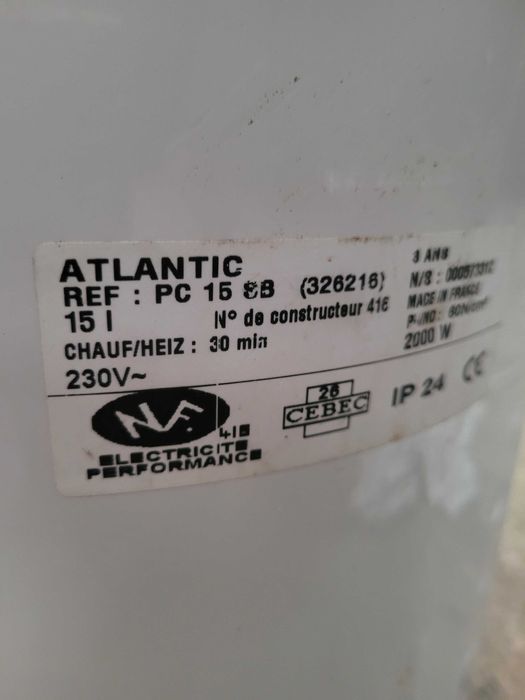 ATLANTIC
REF : PC 15 SB (326216)
15 l N° de constructeur 416
CHAUF/HEIZ : 30 min
230V~
3 ANS
N/S :
MADE IN FRANCE
2000 W
NF 416
ELECTRICITE
PERFORMANCE
26
CEBEC
IP 24 CE